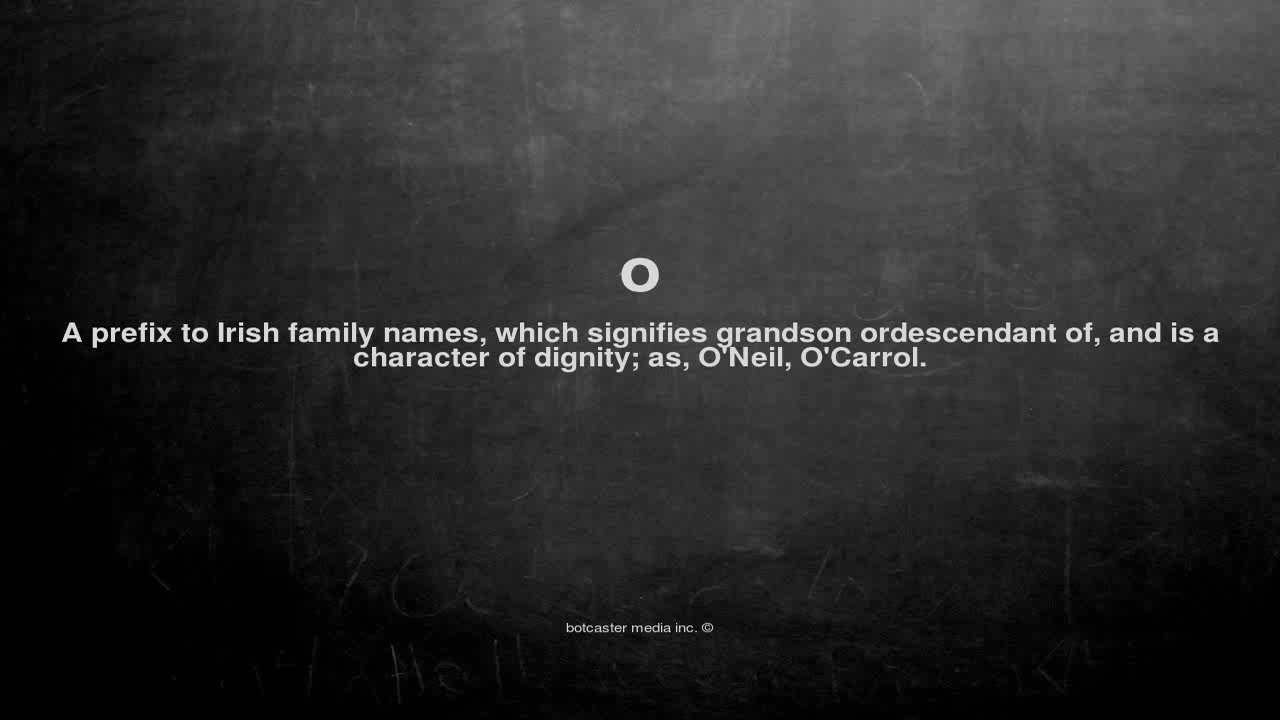 o
A prefix to Irish family names, which signifies grandson ordescendant of, and is a
character of dignity; as, O'Neil, O'Carrol.
botcaster media inc. ©